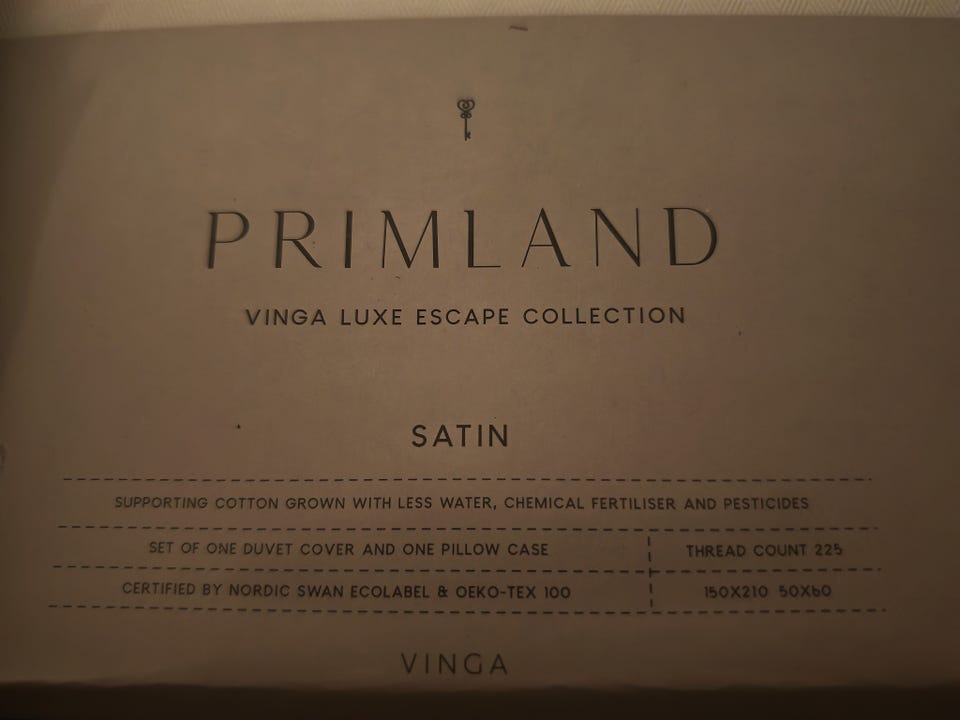 PRIMLAND
VINGA LUXE ESCAPE COLLECTION
SATIN
SUPPORTING COTTON GROWN WITH LESS WATER, CHEMICAL FERTILISER AND PESTICIDES
SET OF ONE DUVET COVER AND ONE PILLOW CASE
THREAD COUNT 225
CERTIFIED BY NORDIC SWAN ECOLABEL & OEKO-TEX 100
150X210 50X60
VINGA